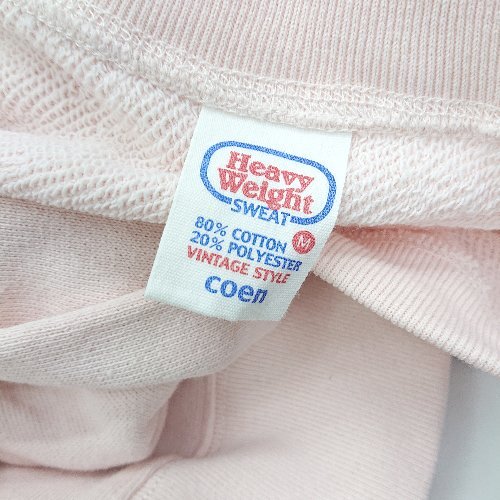 Heavy
Weight
SWEAT
80% COTTON M
20% POLYESTER
VINTAGE STYLE
coen